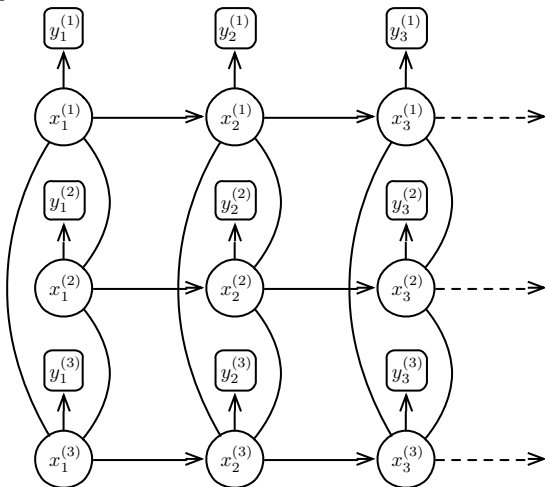 y_1^{(1)} y_2^{(1)} y_3^{(1)}
x_1^{(1)} x_2^{(1)} x_3^{(1)}
y_1^{(2)} y_2^{(2)} y_3^{(2)}
x_1^{(2)} x_2^{(2)} x_3^{(2)}
y_1^{(3)} y_2^{(3)} y_3^{(3)}
x_1^{(3)} x_2^{(3)} x_3^{(3)}